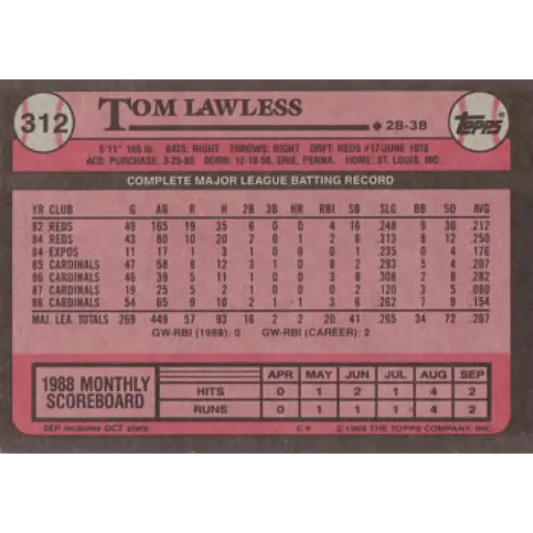 312
TOM LAWLESS
2B-3B
Topps
5'11" 165 lb. BATS: RIGHT THROWS: RIGHT DRFT: REDS #17-JUNE 1978
ACQ: PURCHASE, 3-25-85 BORN: 12-19-56, ERIE, PENNA. HOME: ST. LOUIS, MO.
COMPLETE MAJOR LEAGUE BATTING RECORD
YR CLUB G AB R H 2B 3B HR RBI SB SLG BB SO AVG
82 REDS 49 165 19 35 6 0 0 4 16 .248 9 30 .212
84 REDS 43 80 10 20 2 0 1 2 6 .313 8 12 .250
84 EXPOS 11 17 1 3 1 0 0 0 1 .235 0 4 .176
85 CARDINALS 47 58 8 12 3 1 0 8 2 .293 5 4 .207
86 CARDINALS 46 39 5 11 1 0 0 3 8 .308 2 8 .282
87 CARDINALS 19 25 5 2 1 0 0 0 2 .120 3 5 .080
88 CARDINALS 54 65 9 10 2 1 1 3 6 .262 7 9 .154
MAJ. LEA. TOTALS 269 449 57 93 16 2 2 20 41 .265 34 72 .207
GW-RBI (1988): 0 GW-RBI (CAREER): 2
1988 MONTHLY SCOREBOARD
APR MAY JUN JUL AUG SEP
HITS 0 1 2 1 4 2
RUNS 0 1 1 1 4 2
SEP includes OCT stats
C* © 1989 THE TOPPS COMPANY, INC.